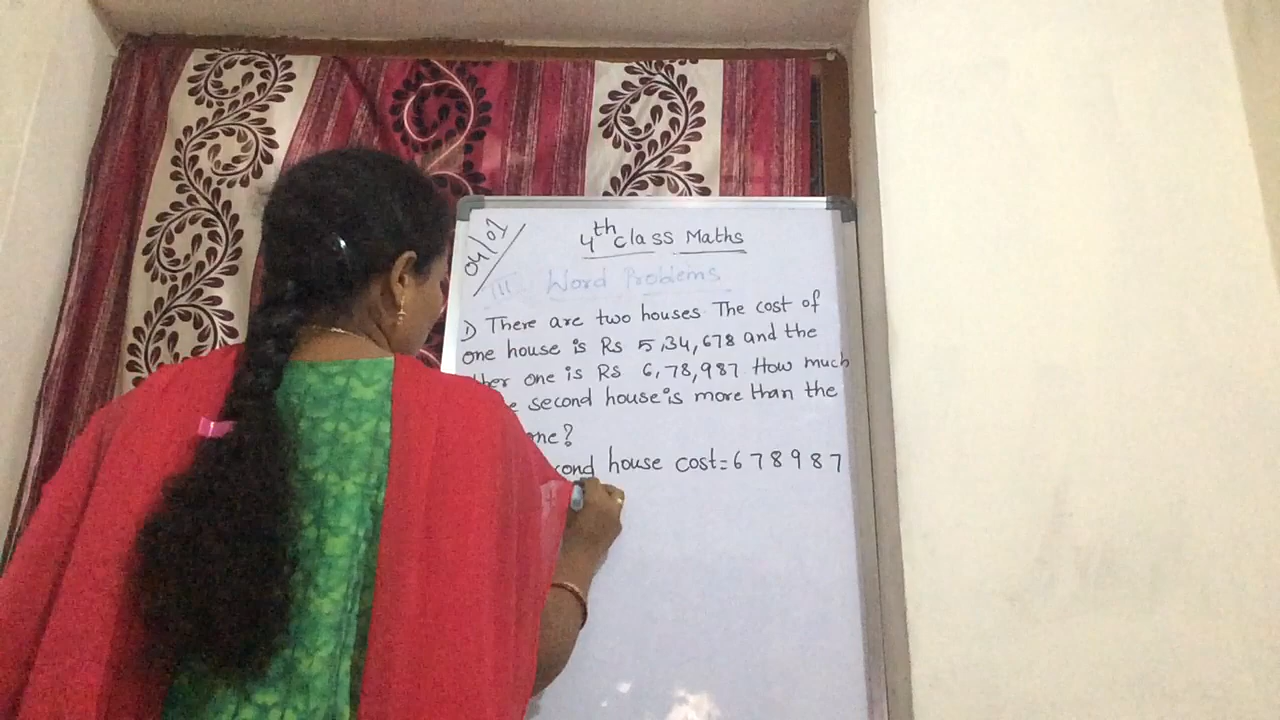 04/01
4th class Maths
III Word Problems
1) There are two houses. The cost of
one house is Rs 5,34,678 and the
one is Rs 6,78,987 How much
second house is more than the
one?
house cost=678987